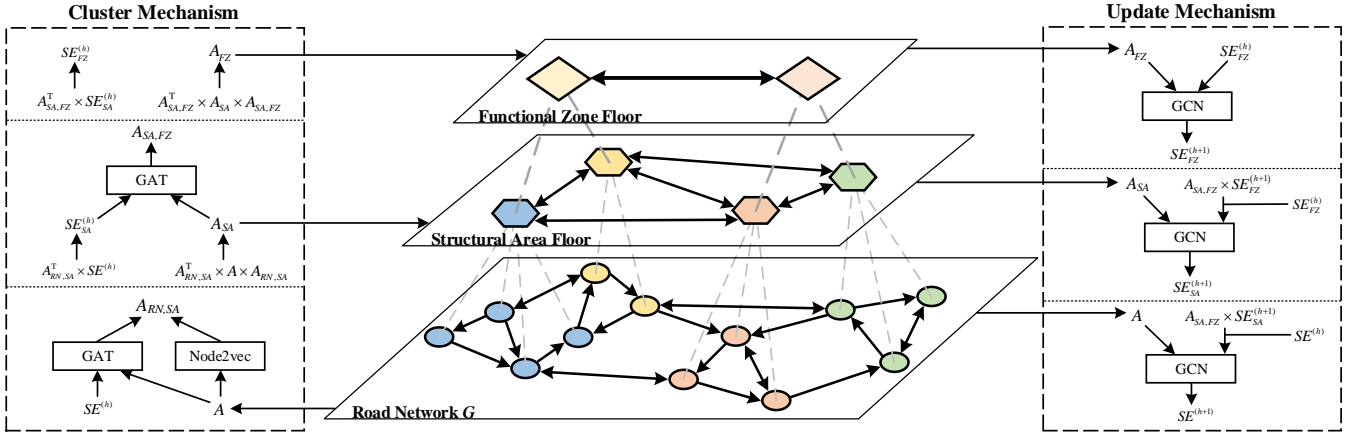 Cluster Mechanism
SE_{FZ}^{(h)}
A_{FZ}
A_{SA,FZ}^{T} × SE_{SA}^{(h)}
A_{SA,FZ}^{T} × A_{SA} × A_{SA,FZ}
A_{SA,FZ}
GAT
SE_{SA}^{(h)}
A_{SA}
A_{RN,SA}^{T} × SE^{(h)}
A_{RN,SA}^{T} × A × A_{RN,SA}
A_{RN,SA}
GAT
Node2vec
SE^{(h)}
A
Functional Zone Floor
Structural Area Floor
Road Network G
Update Mechanism
A_{FZ}
SE_{FZ}^{(h)}
GCN
SE_{FZ}^{(h+1)}
A_{SA}
A_{SA,FZ} × SE_{FZ}^{(h+1)}
SE_{FZ}^{(h)}
GCN
SE_{SA}^{(h+1)}
A
A_{SA,FZ} × SE_{SA}^{(h+1)}
SE^{(h)}
GCN
SE^{(h+1)}